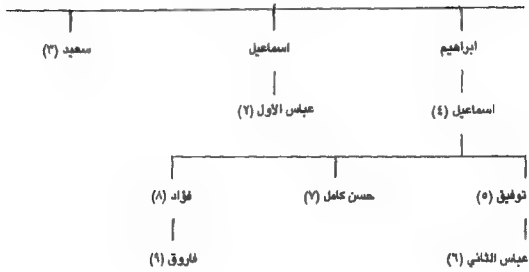 ابراهيم اسماعيل سعيد (٣)
اسماعيل (٤) عباس الأول (٢)
توفيق (٥) حسن كامل (٧) فؤاد (٨)
عباس الثاني (٦) فاروق (٩)